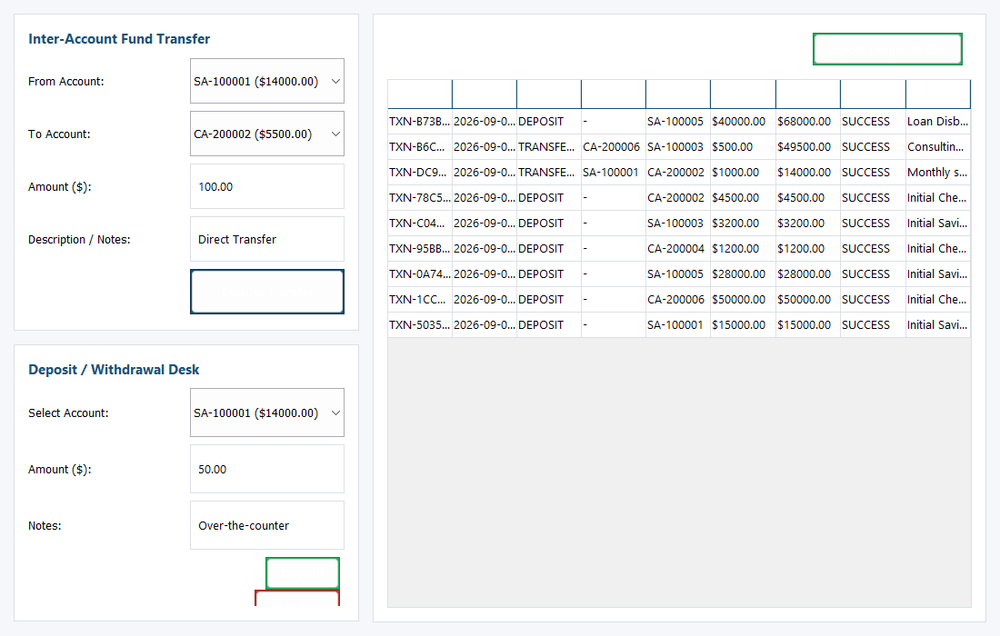 Inter-Account Fund Transfer
From Account:
SA-100001 ($14000.00)
To Account:
CA-200002 ($5500.00)
Amount ($):
100.00
Description / Notes:
Direct Transfer
Deposit / Withdrawal Desk
Select Account:
SA-100001 ($14000.00)
Amount ($):
50.00
Notes:
Over-the-counter
TXN-B73B... 2026-09-0... DEPOSIT - SA-100005 $40000.00 $68000.00 SUCCESS Loan Disb...
TXN-B6C... 2026-09-0... TRANSFE... CA-200006 SA-100003 $500.00 $49500.00 SUCCESS Consultin...
TXN-DC9... 2026-09-0... TRANSFE... SA-100001 CA-200002 $1000.00 $14000.00 SUCCESS Monthly s...
TXN-78C5... 2026-09-0... DEPOSIT - CA-200002 $4500.00 $4500.00 SUCCESS Initial Che...
TXN-C04... 2026-09-0... DEPOSIT - SA-100003 $3200.00 $3200.00 SUCCESS Initial Savi...
TXN-95BB... 2026-09-0... DEPOSIT - CA-200004 $1200.00 $1200.00 SUCCESS Initial Che...
TXN-0A74... 2026-09-0... DEPOSIT - SA-100005 $28000.00 $28000.00 SUCCESS Initial Savi...
TXN-1CC... 2026-09-0... DEPOSIT - CA-200006 $50000.00 $50000.00 SUCCESS Initial Che...
TXN-5035... 2026-09-0... DEPOSIT - SA-100001 $15000.00 $15000.00 SUCCESS Initial Savi...